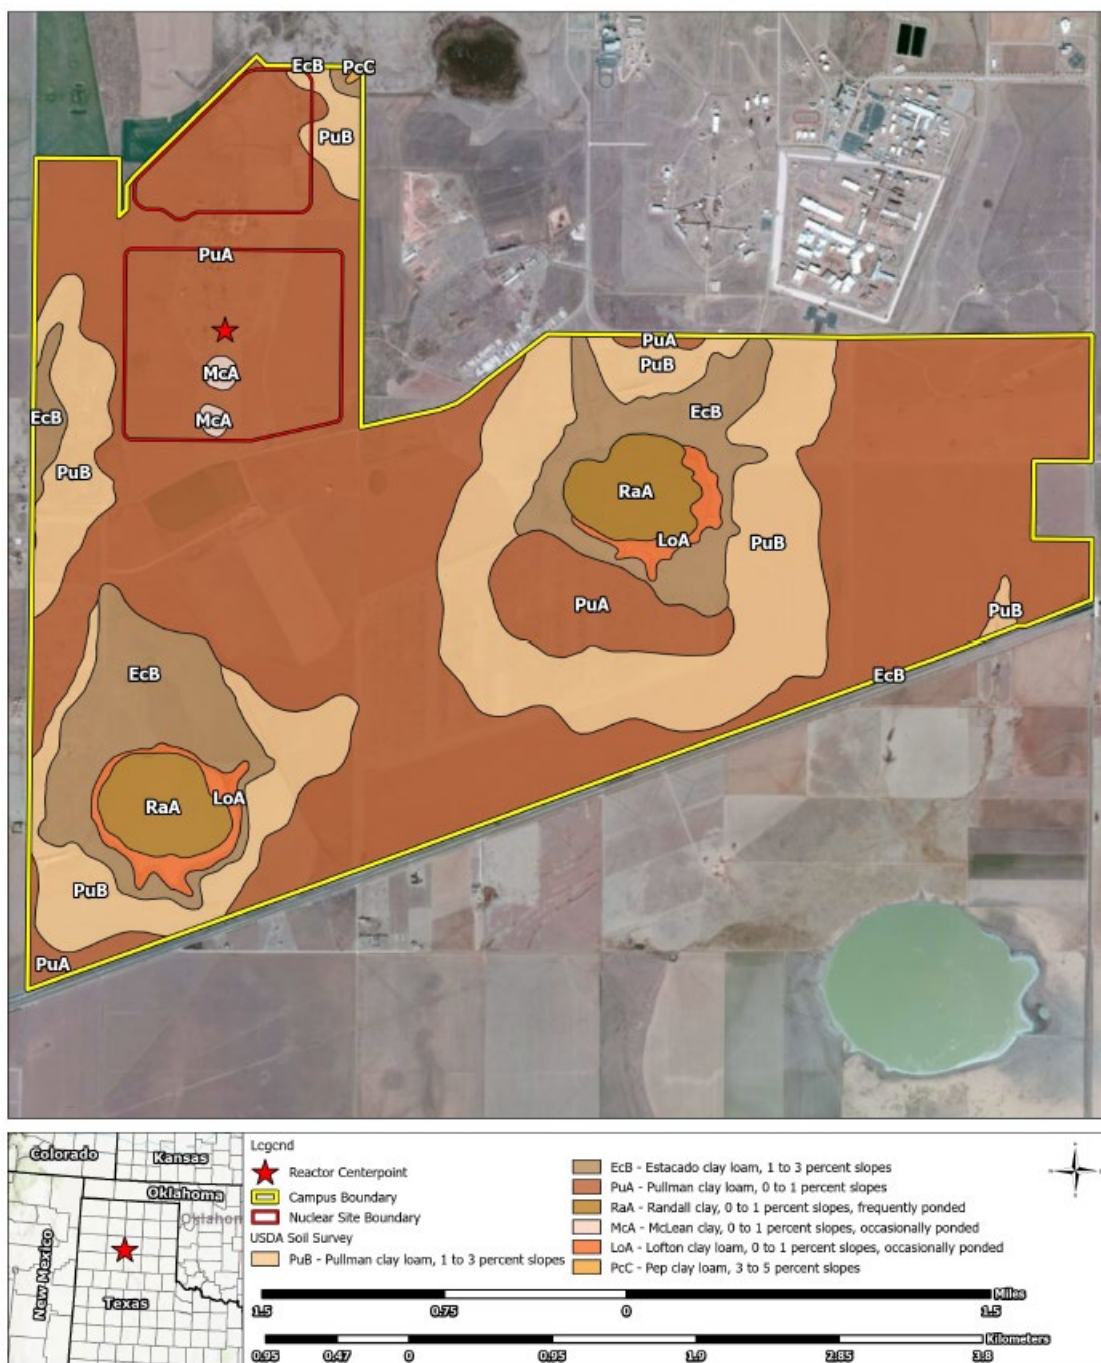 EcB PcC
PuB
PuA
McA
McA
EcB
PuB
PuA
PuB
EcB
RaA
LoA
PuB
PuA
PuB
EcB
EcB
RaA
LoA
PuB
PuA
Colorado
Kansas
Oklahoma
Oklahom
New Mexico
Texas
Legend
Reactor Centerpoint
Campus Boundary
Nuclear Site Boundary
USDA Soil Survey
PuB - Pullman clay loam, 1 to 3 percent slopes
EcB - Estacado clay loam, 1 to 3 percent slopes
PuA - Pullman clay loam, 0 to 1 percent slopes
RaA - Randall clay, 0 to 1 percent slopes, frequently ponded
McA - McLean clay, 0 to 1 percent slopes, occasionally ponded
LoA - Lofton clay loam, 0 to 1 percent slopes, occasionally ponded
PcC - Pep clay loam, 3 to 5 percent slopes
Miles
1.5 0.75 0 1.5
Kilometers
0.95 0.47 0 0.95 1.9 2.85 3.8